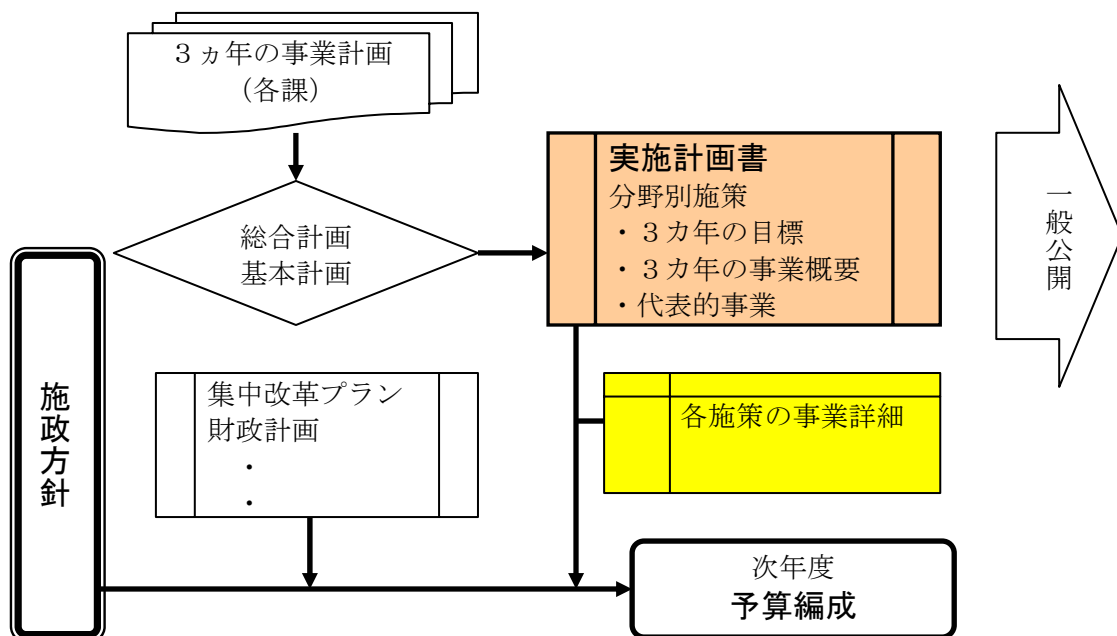 ３ヵ年の事業計画
（各課）
総合計画
基本計画
実施計画書
分野別施策
・３カ年の目標
・３カ年の事業概要
・代表的事業
一般公開
施政方針
集中改革プラン
財政計画
・
・
各施策の事業詳細
次年度
予算編成